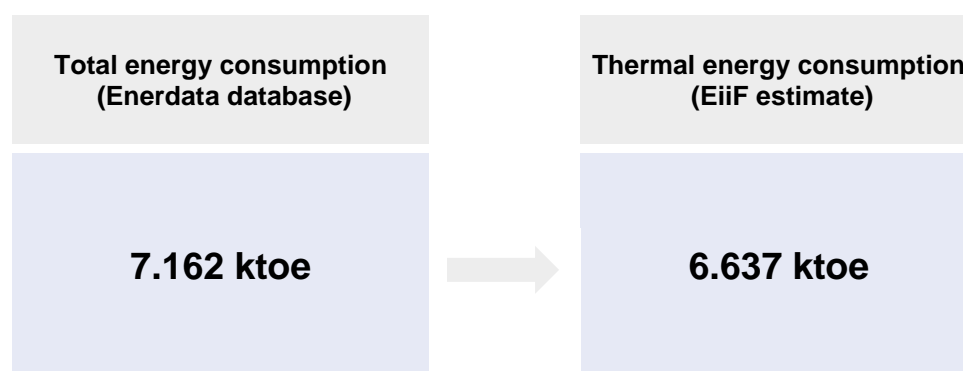 Total energy consumption
(Enerdata database)
Thermal energy consumption
(EiiF estimate)
7.162 ktoe
6.637 ktoe